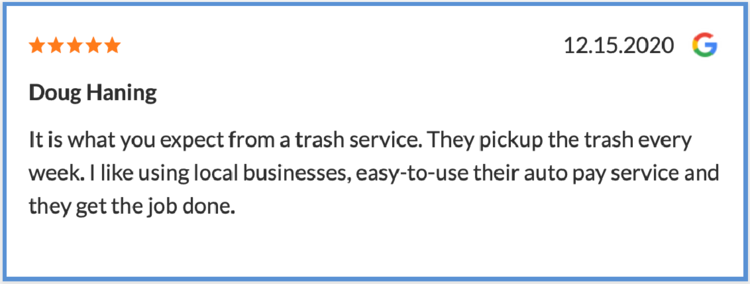 12.15.2020
Doug Haning
It is what you expect from a trash service. They pickup the trash every
week. I like using local businesses, easy-to-use their auto pay service and
they get the job done.